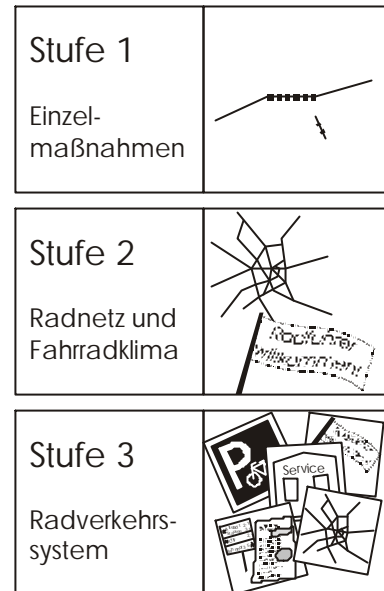 Stufe 1
Einzel-
maßnahmen
Stufe 2
Radnetz und
Fahrradklima
Radfahrer
willkommen!
Stufe 3
Radverkehrs-
system
P
Service